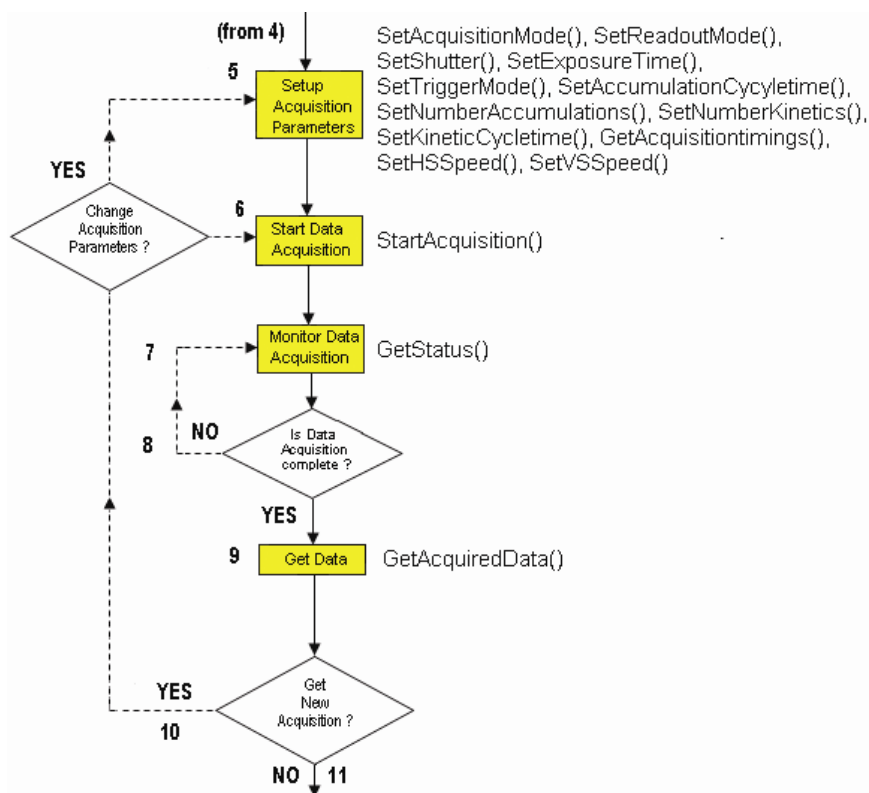 (from 4)
SetAcquisitionMode(), SetReadoutMode(),
SetShutter(), SetExposureTime(),
SetTriggerMode(), SetAccumulationCycyletime(),
SetNumberAccumulations(), SetNumberKinetics(),
SetKineticCycletime(), GetAcquisitiontimings(),
SetHSSpeed(), SetVSSpeed()
5
Setup
Acquisition
Parameters
YES
Change
Acquisition
Parameters ?
6
Start Data
Acquisition
StartAcquisition()
7
Monitor Data
Acquisition
GetStatus()
8
NO
Is Data
Acquisition
complete ?
YES
9
Get Data
GetAcquiredData()
YES
10
Get
New
Acquisition ?
NO
11